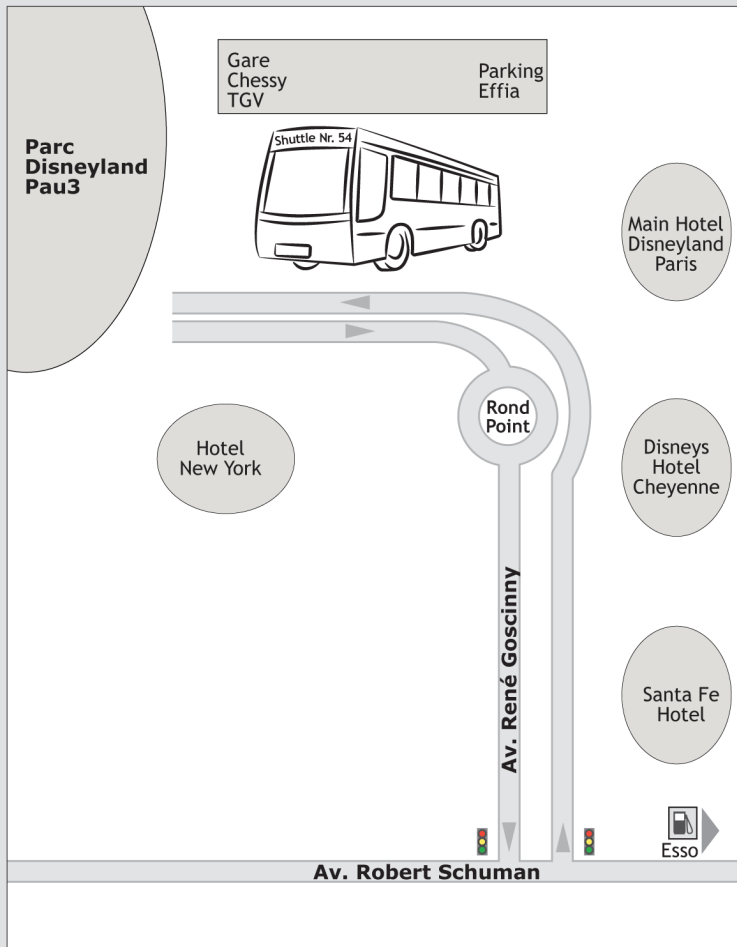 Gare
Chessy
TGV
Parking
Effia
Shuttle Nr. 54
Parc
Disneyland
Pau3
Main Hotel
Disneyland
Paris
Rond
Point
Hotel
New York
Disneys
Hotel
Cheyenne
Av. René Goscinny
Santa Fe
Hotel
Esso
Av. Robert Schuman